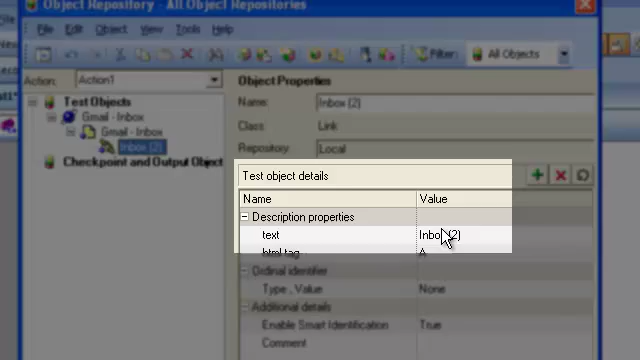 Object Repository - All Object Repositories
File Edit Object View Tools Help
Filter: All Objects
Action: Action1
Test Objects
Gmail - Inbox
Gmail - Inbox
Inbox (2)
Checkpoint and Output Object
Object Properties
Name: Inbox (2)
Class: Link
Repository: Local
Test object details
Name Value
Description properties
text Inbox (2)
html tag A
Ordinal identifier
Type , Value None
Additional details
Enable Smart Identification True
Comment